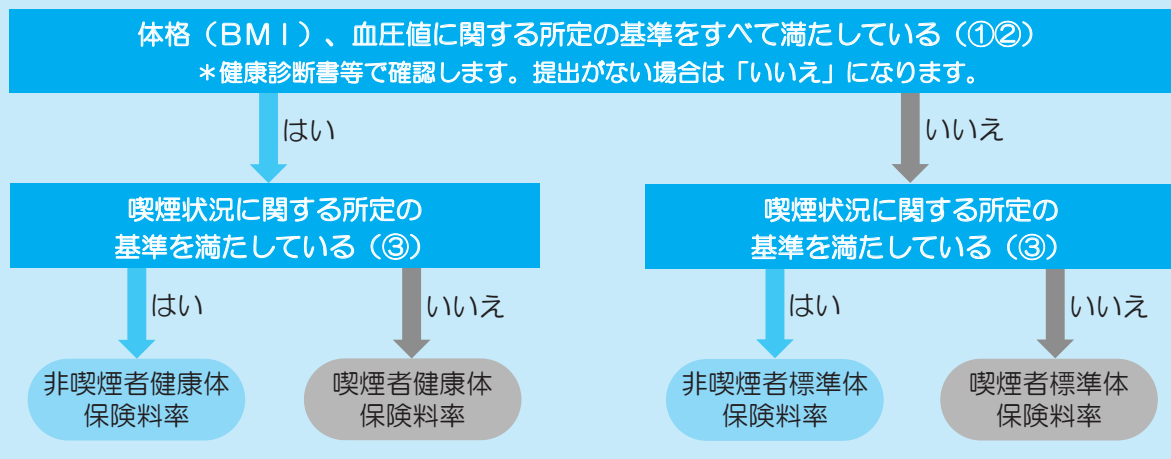 体格（ＢＭＩ）、血圧値に関する所定の基準をすべて満たしている（①②）
＊健康診断書等で確認します。提出がない場合は「いいえ」になります。
はい
いいえ
喫煙状況に関する所定の
基準を満たしている（③）
喫煙状況に関する所定の
基準を満たしている（③）
はい
いいえ
はい
いいえ
非喫煙者健康体
保険料率
喫煙者健康体
保険料率
非喫煙者標準体
保険料率
喫煙者標準体
保険料率